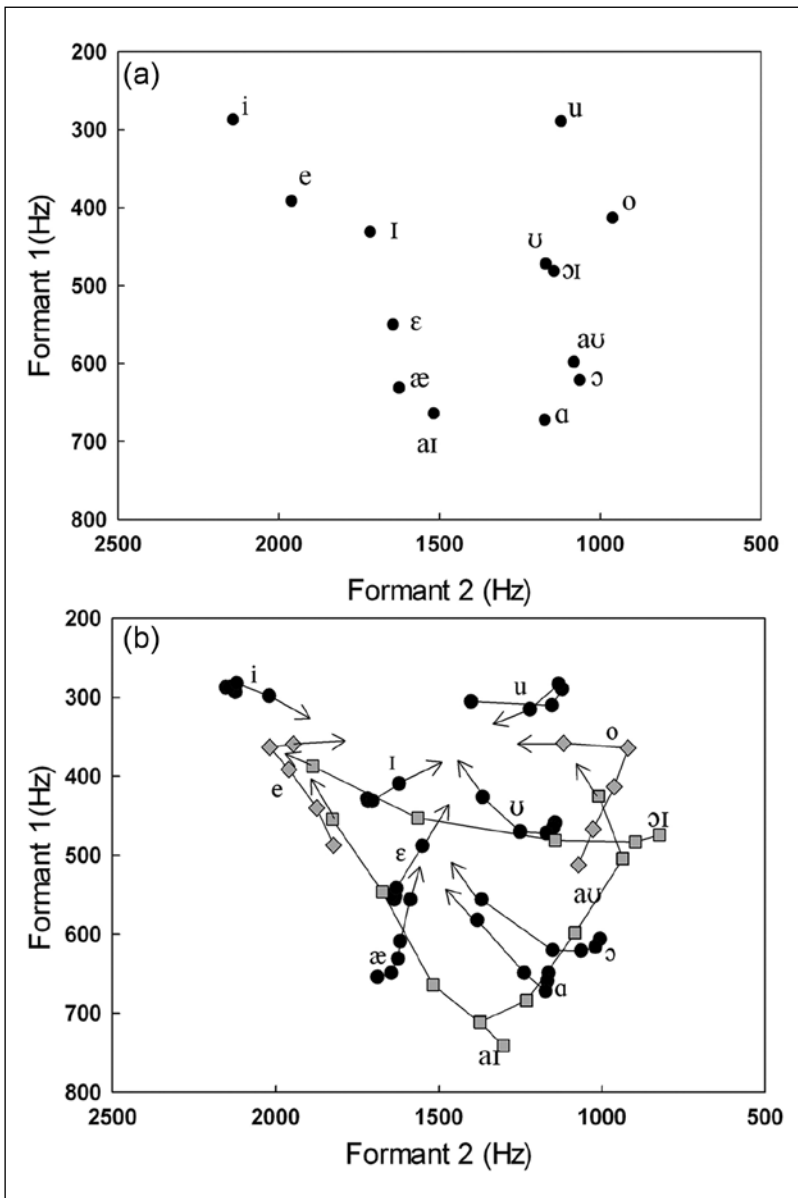 200
(a)
i
u
300
e
400
o
ɪ
ʊ
ɔɪ
500
ɛ
aʊ
600
æ
ɔ
aɪ
ɑ
700
800
2500 2000 1500 1000 500
Formant 1(Hz)
Formant 2 (Hz)
200
(b)
i
u
300
o
ɪ
400
e
ʊ
ɔɪ
ɛ
500
aʊ
600
æ
ɔ
ɑ
700
aɪ
800
2500 2000 1500 1000 500
Formant 1(Hz)
Formant 2 (Hz)